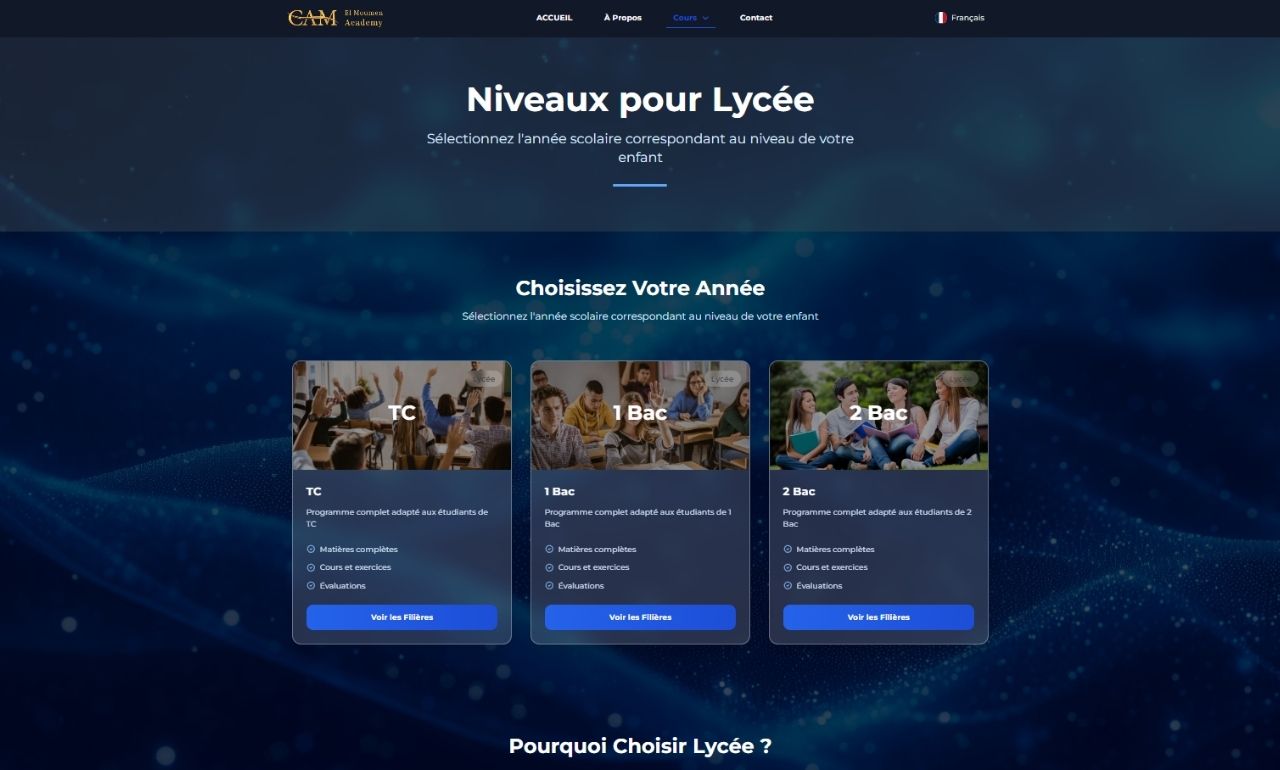 CAM El Moumen
Academy
ACCUEIL
À Propos
Cours
Contact
Français
Niveaux pour Lycée
Sélectionnez l'année scolaire correspondant au niveau de votre
enfant
Choisissez Votre Année
Sélectionnez l'année scolaire correspondant au niveau de votre enfant
Lycée
TC
Lycée
1 Bac
Lycée
2 Bac
TC
Programme complet adapté aux étudiants de
TC
Matières complètes
Cours et exercices
Évaluations
Voir les Filières
1 Bac
Programme complet adapté aux étudiants de 1
Bac
Matières complètes
Cours et exercices
Évaluations
Voir les Filières
2 Bac
Programme complet adapté aux étudiants de 2
Bac
Matières complètes
Cours et exercices
Évaluations
Voir les Filières
Pourquoi Choisir Lycée ?